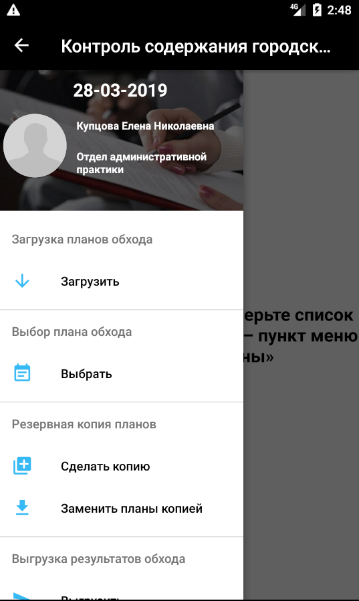 4G 2:48
Контроль содержания городск...
28-03-2019
Купцова Елена Николаевна
Отдел административной
практики
Загрузка планов обхода
Загрузить
Выбор плана обхода
Выбрать
ерьте список
– пункт меню
ны»
Резервная копия планов
Сделать копию
Заменить планы копией
Выгрузка результатов обхода
Выгрузить